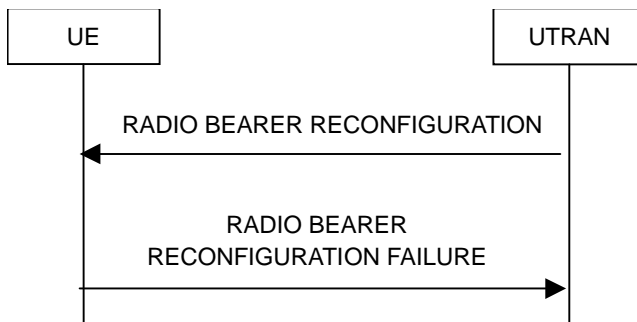 UE
UTRAN
RADIO BEARER RECONFIGURATION
RADIO BEARER
RECONFIGURATION FAILURE